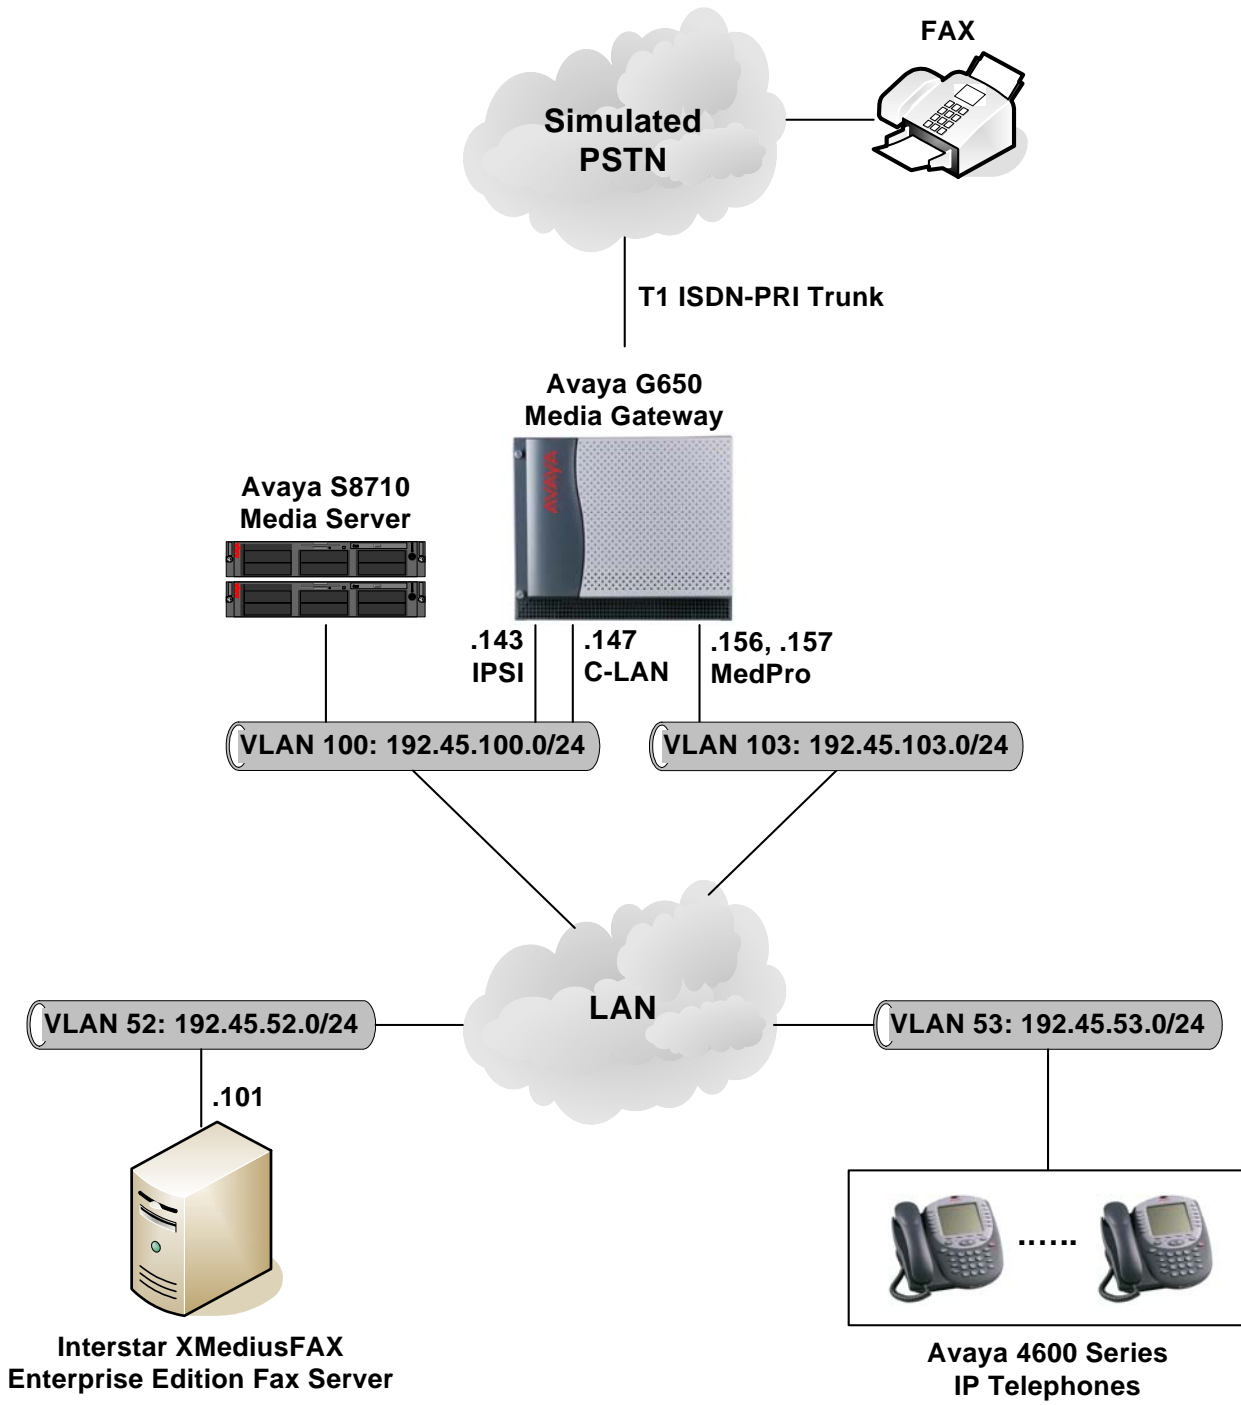 FAX
Simulated
PSTN
T1 ISDN-PRI Trunk
Avaya G650
Media Gateway
AVAYA
Avaya S8710
Media Server
.143
IPSI
.147
C-LAN
.156, .157
MedPro
VLAN 100: 192.45.100.0/24
VLAN 103: 192.45.103.0/24
LAN
VLAN 52: 192.45.52.0/24
VLAN 53: 192.45.53.0/24
.101
......
Interstar XMediusFAX
Enterprise Edition Fax Server
Avaya 4600 Series
IP Telephones